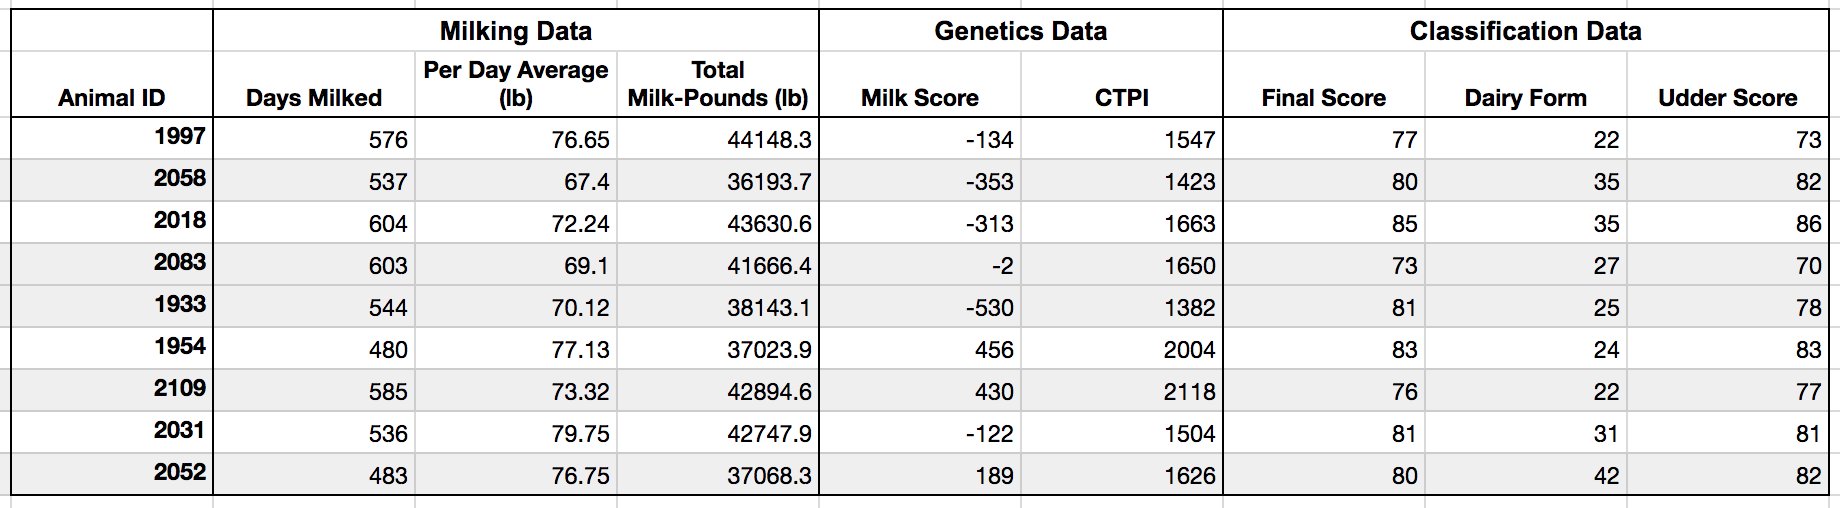 Milking Data Genetics Data Classification Data
Per Day Average Total
Animal ID Days Milked (lb) Milk-Pounds (lb) Milk Score CTPI Final Score Dairy Form Udder Score
1997 576 76.65 44148.3 -134 1547 77 22 73
2058 537 67.4 36193.7 -353 1423 80 35 82
2018 604 72.24 43630.6 -313 1663 85 35 86
2083 603 69.1 41666.4 -2 1650 73 27 70
1933 544 70.12 38143.1 -530 1382 81 25 78
1954 480 77.13 37023.9 456 2004 83 24 83
2109 585 73.32 42894.6 430 2118 76 22 77
2031 536 79.75 42747.9 -122 1504 81 31 81
2052 483 76.75 37068.3 189 1626 80 42 82